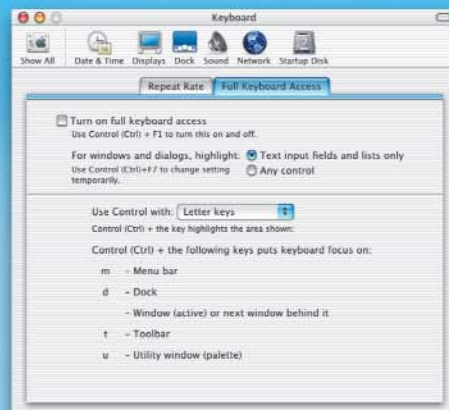 Keyboard
Show All Date & Time Displays Dock Sound Network Startup Disk
Repeat Rate Full Keyboard Access
Turn on full keyboard access
Use Control (Ctrl) + F1 to turn this on and off.
For windows and dialogs, highlight: Text input fields and lists only
Use Control (Ctrl)+F7 to change setting temporarily. Any control
Use Control with: Letter keys
Control (Ctrl) + the key highlights the area shown:
Control (Ctrl) + the following keys puts keyboard focus on:
m – Menu bar
d – Dock
– Window (active) or next window behind it
t – Toolbar
u – Utility window (palette)